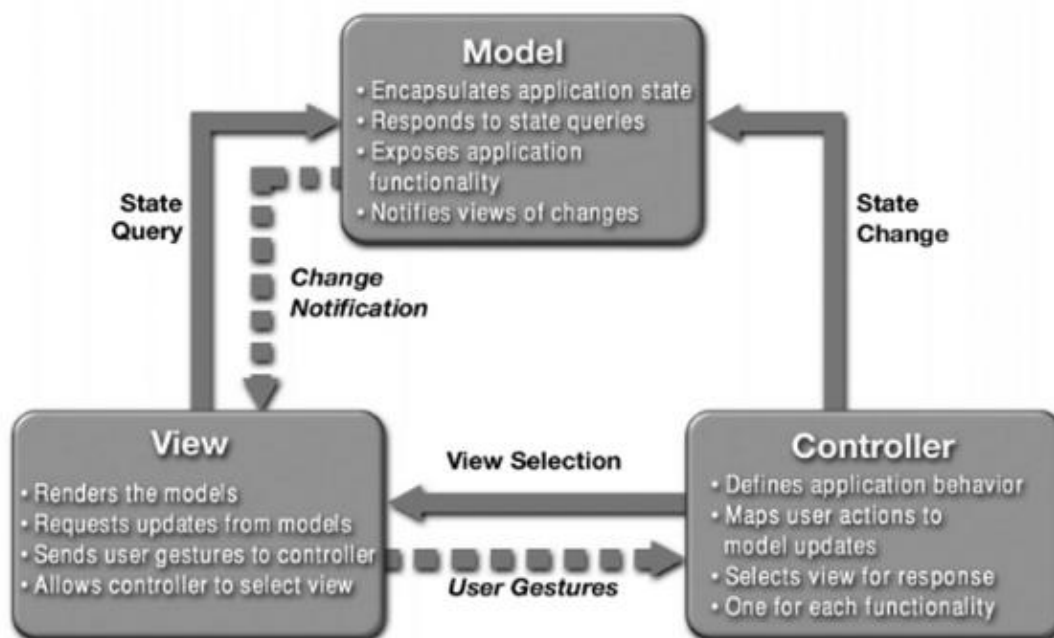 Model
• Encapsulates application state
• Responds to state queries
• Exposes application
functionality
• Notifies views of changes
State
Query
Change
Notification
State
Change
View
• Renders the models
• Requests updates from models
• Sends user gestures to controller
• Allows controller to select view
View Selection
User Gestures
Controller
• Defines application behavior
• Maps user actions to
model updates
• Selects view for response
• One for each functionality